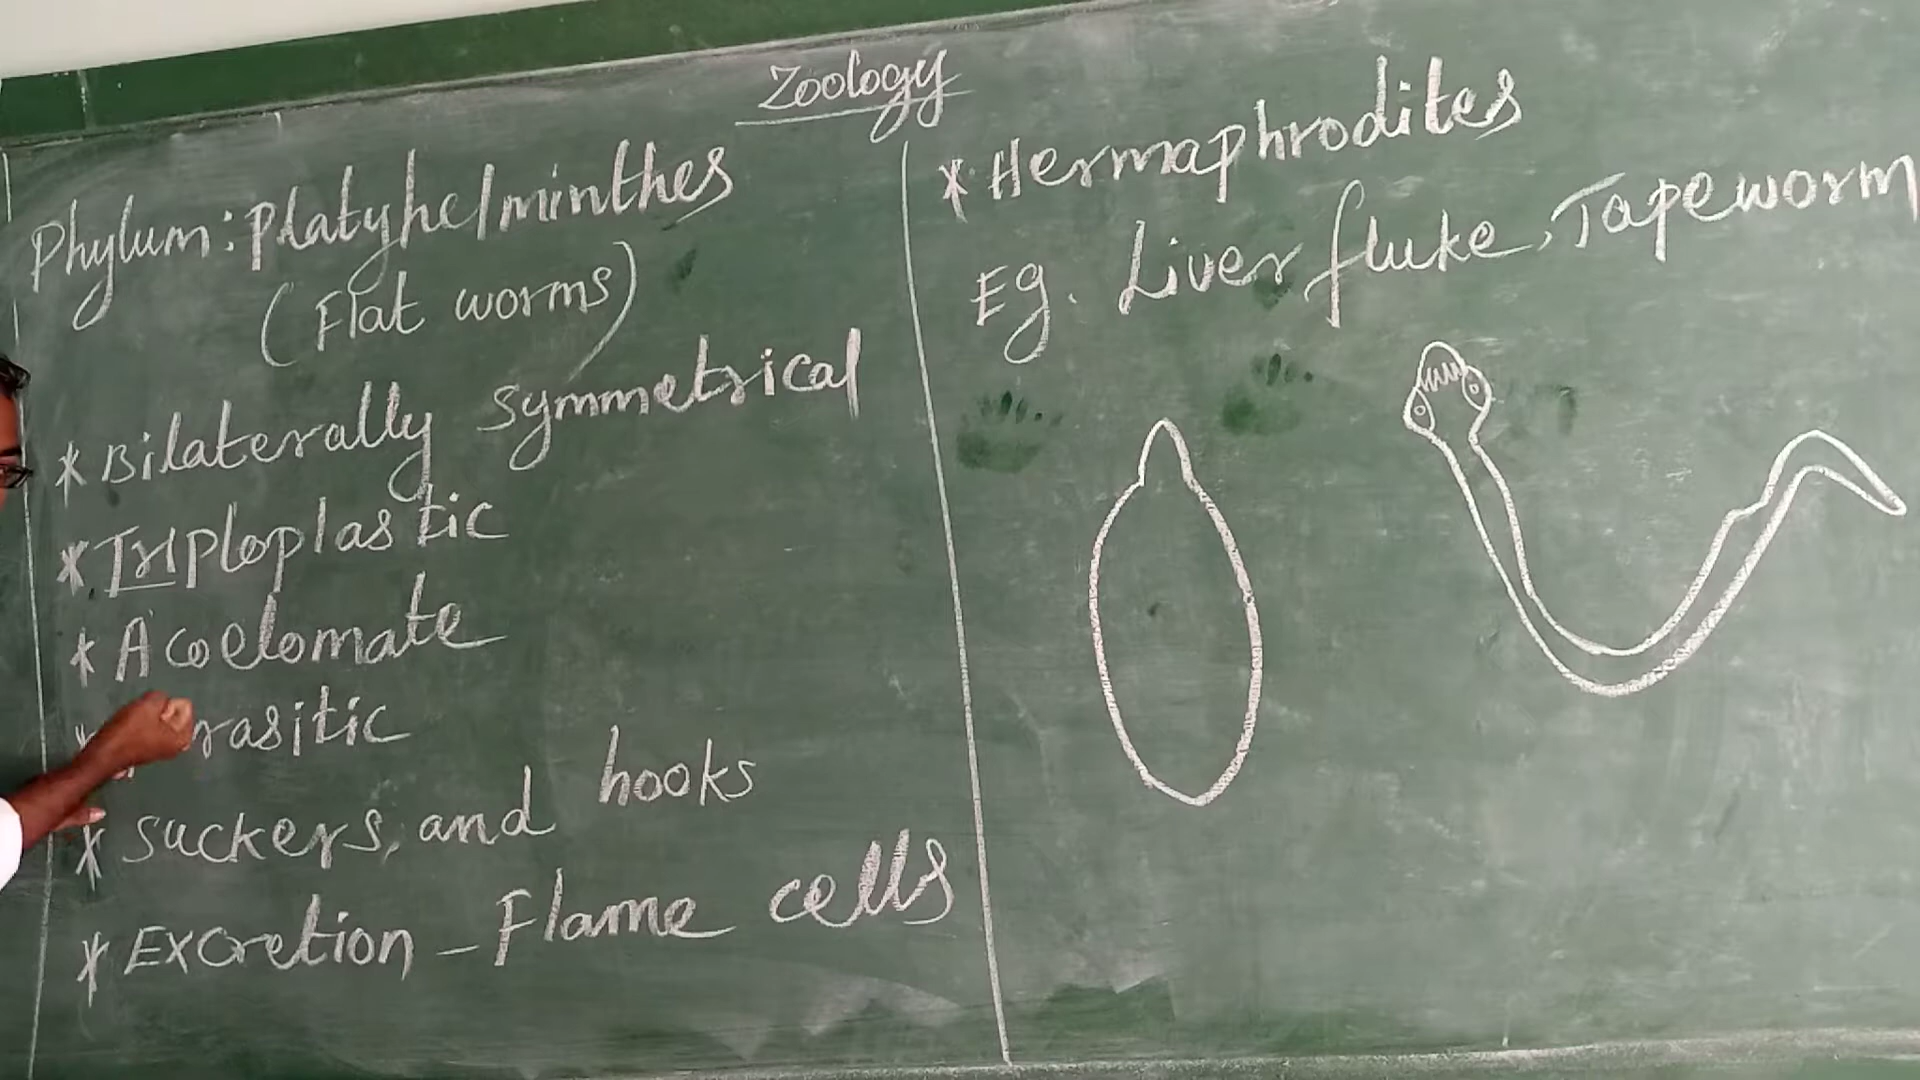 Zoology
Phylum: Platyhelminthes
(Flat worms)
* Bilaterally symmetrical
* Triploplastic
* Acoelomate
* rasitic
* suckers, and hooks
* Excretion - Flame cells
* Hermaphrodites
Eg. Liver fluke, Tapeworm